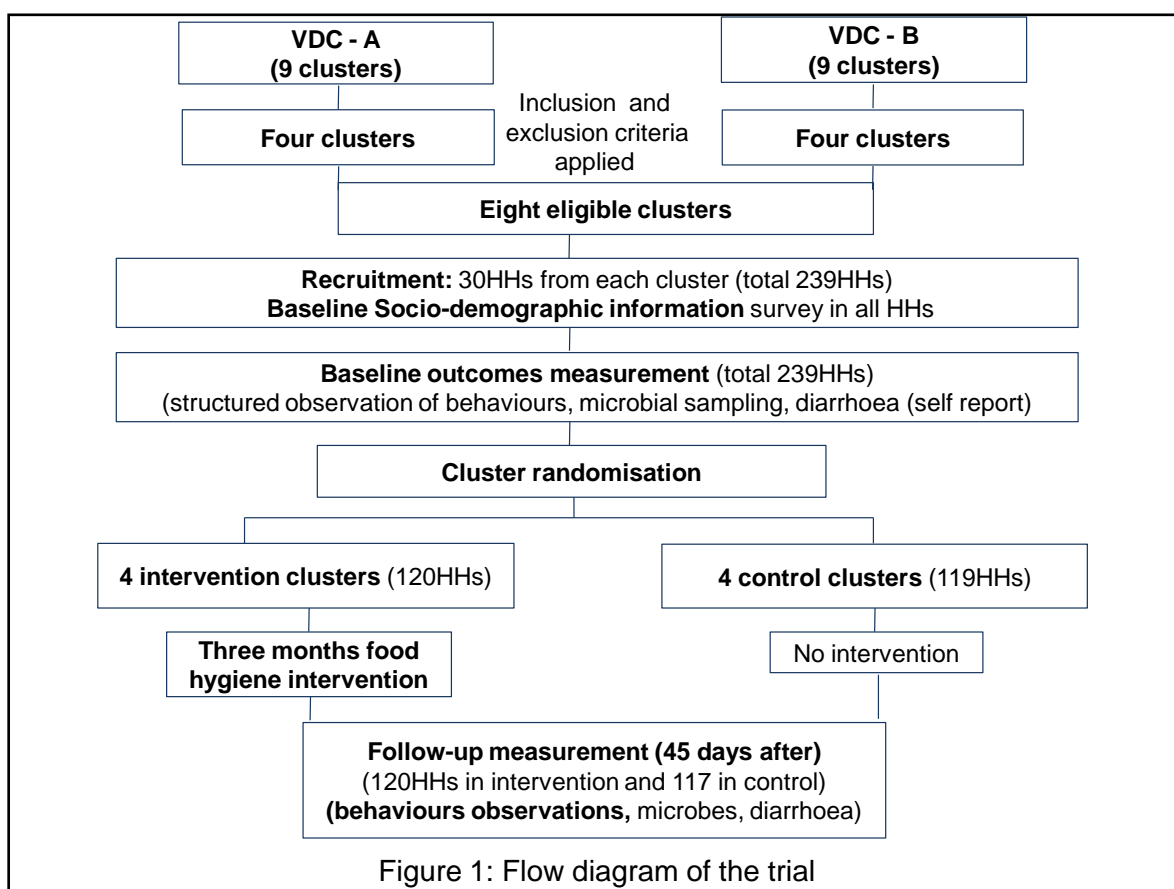 VDC - A
(9 clusters)
VDC - B
(9 clusters)
Inclusion and
exclusion criteria
applied
Four clusters
Four clusters
Eight eligible clusters
Recruitment: 30HHs from each cluster (total 239HHs)
Baseline Socio-demographic information survey in all HHs
Baseline outcomes measurement (total 239HHs)
(structured observation of behaviours, microbial sampling, diarrhoea (self report)
Cluster randomisation
4 intervention clusters (120HHs)
4 control clusters (119HHs)
Three months food
hygiene intervention
No intervention
Follow-up measurement (45 days after)
(120HHs in intervention and 117 in control)
(behaviours observations, microbes, diarrhoea)
Figure 1: Flow diagram of the trial